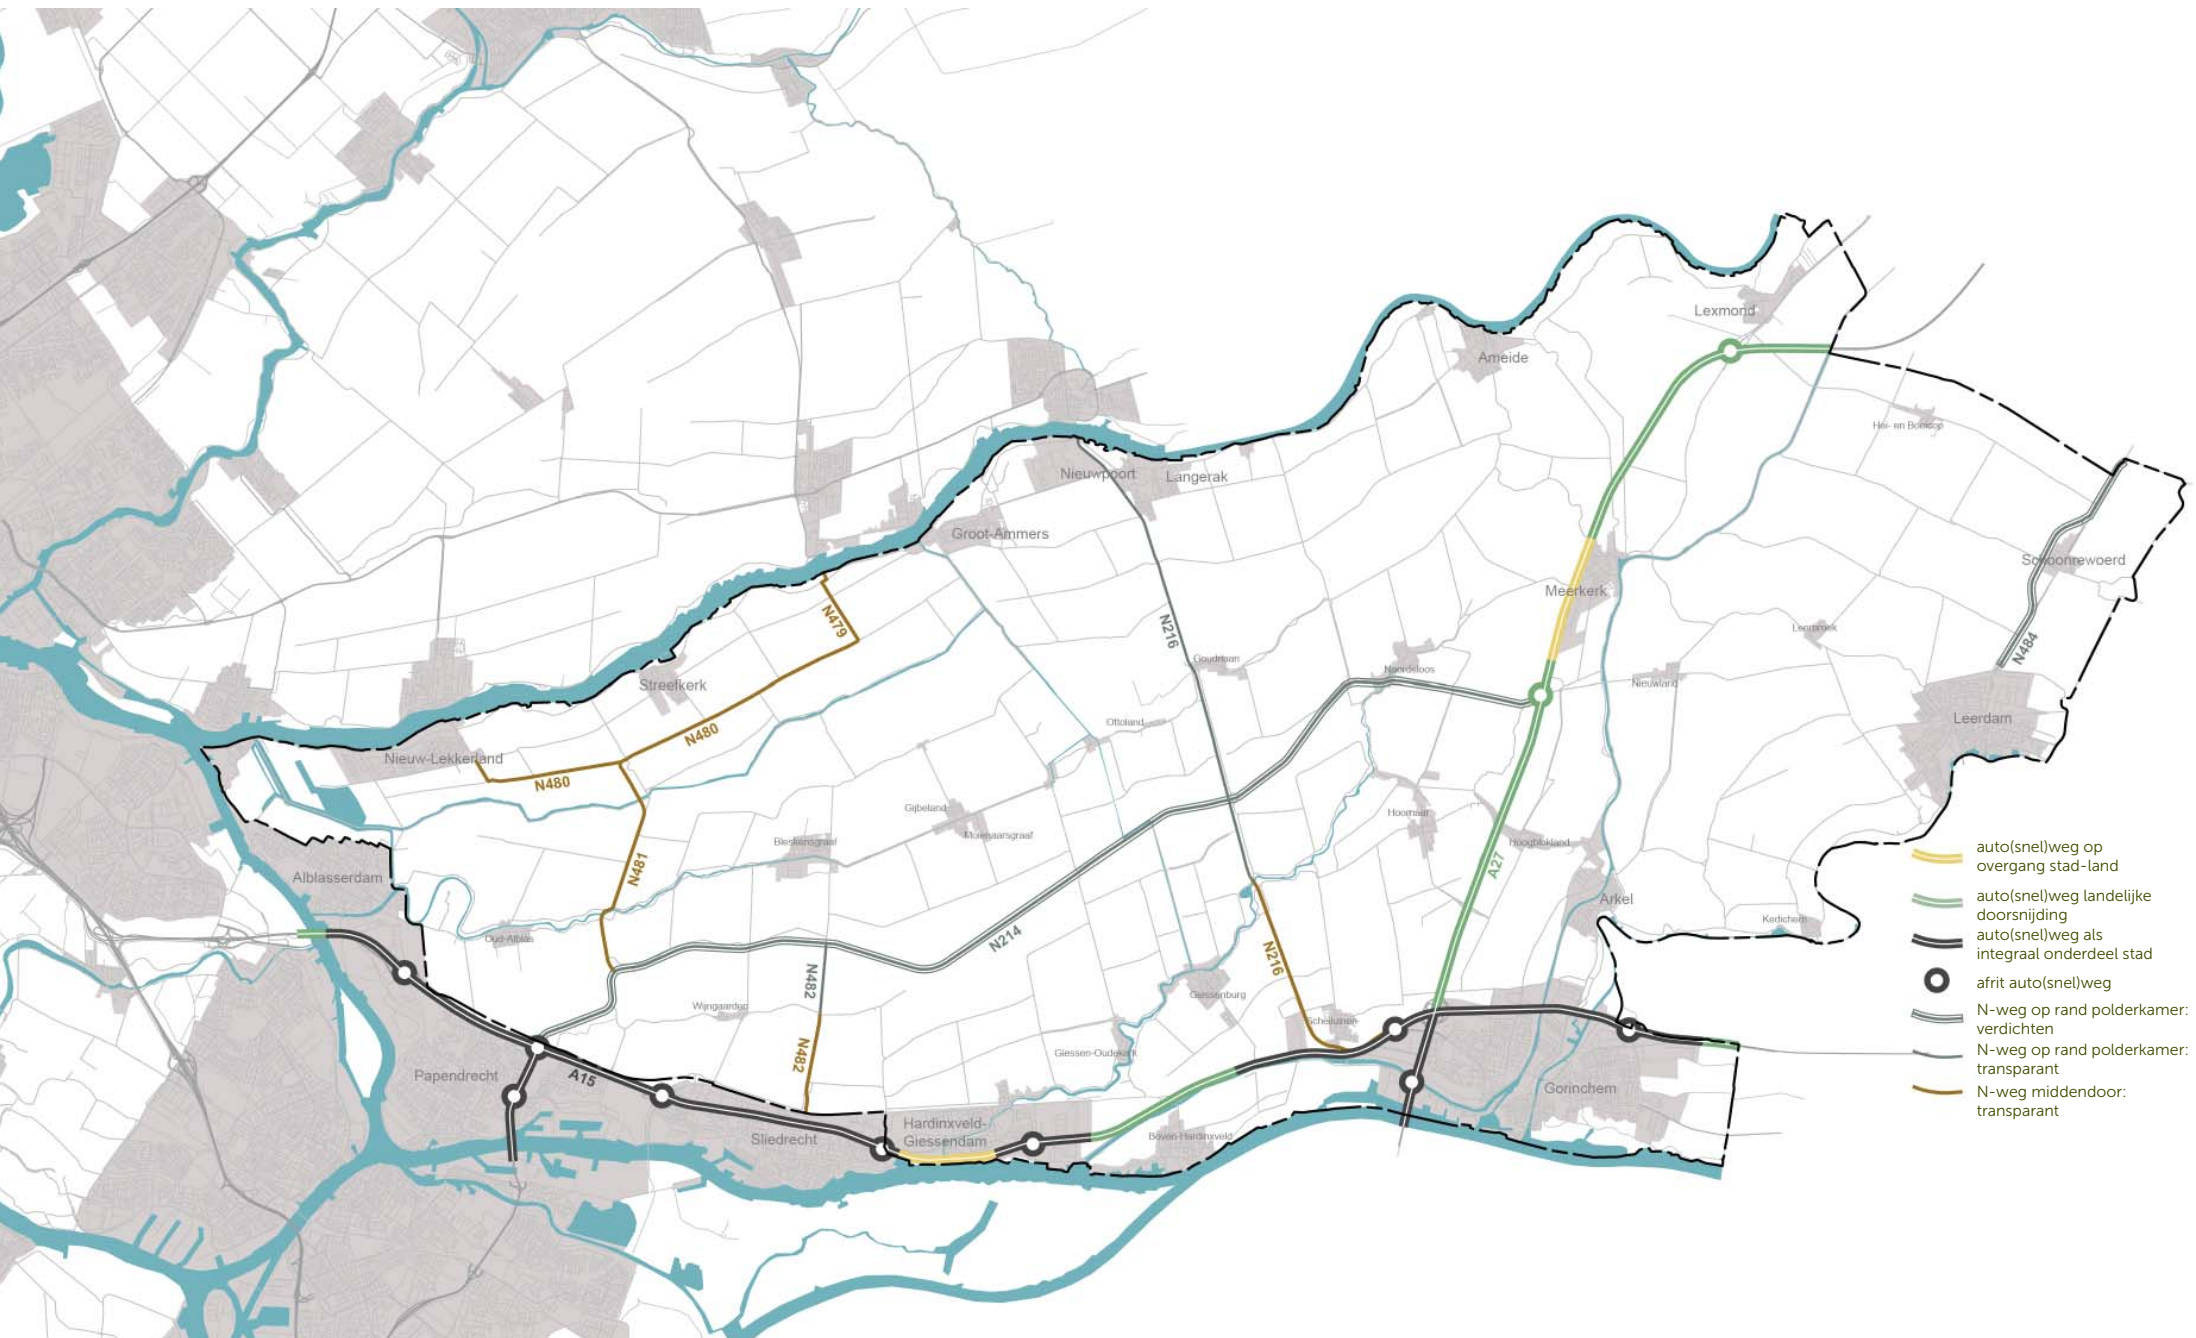 Lexmond
Ameide
Hei- en Boeicop
Nieuwpoort
Langerak
Groot-Ammers
Schoonrewoerd
Meerkerk
N479
N216
Leerbroek
N484
Goudriaan
Noordeloos
Streefkerk
Nieuwland
Leerdam
Ottoland
N480
Nieuw-Lekkerland
N480
Gijbeland
Molenaarsgraaf
Hoornaar
Bleskensgraaf
Hoogblokland
N481
A27
Alblasserdam
Arkel
Kedichem
Oud-Alblas
N214
N216
N482
Giessenburg
Wijngaarden
Schelluinen
Giessen-Oudekerk
N482
Papendrecht
A15
Gorinchem
Hardinxveld-
Giessendam
Sliedrecht
Boven-Hardinxveld
auto(snel)weg op
overgang stad-land
auto(snel)weg landelijke
doorsnijding
auto(snel)weg als
integraal onderdeel stad
afrit auto(snel)weg
N-weg op rand polderkamer:
verdichten
N-weg op rand polderkamer:
transparant
N-weg middendoor:
transparant